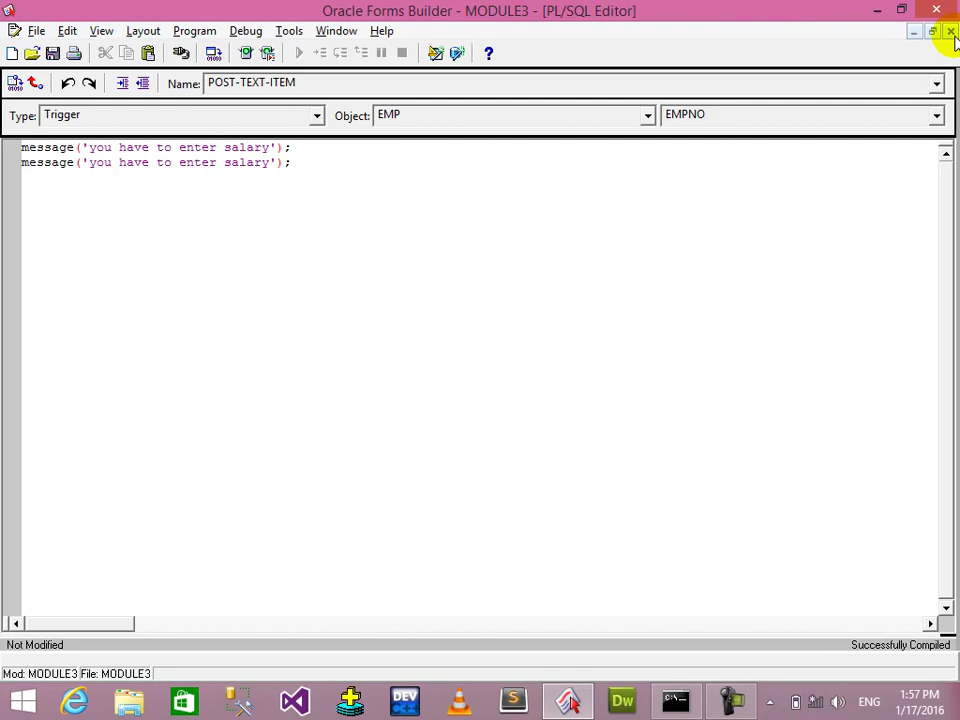 Oracle Forms Builder - MODULE3 - [PL/SQL Editor]
File Edit View Layout Program Debug Tools Window Help
Name: POST-TEXT-ITEM
Type: Trigger Object: EMP EMPNO
message('you have to enter salary');
message('you have to enter salary');
Not Modified Successfully Compiled
Mod: MODULE3 File: MODULE3
DEV C++ S Dw C:\_ ENG 1:57 PM
1/17/2016